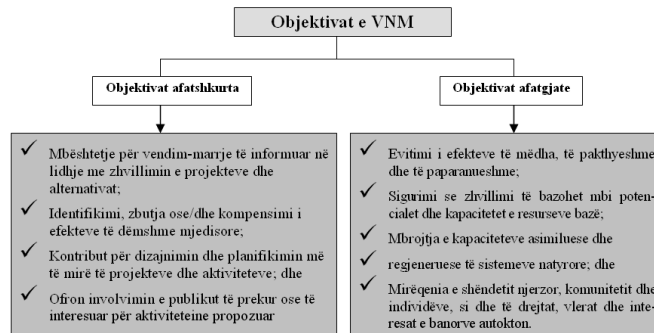 Objektivat e VNM
Objektivat afatshkurta
Objektivat afatgjate
✓ Mbështetje për vendim-marrje të informuar në
lidhje me zhvillimin e projekteve dhe
alternativat;
✓ Identifikimi, zbutja ose/dhe kompensimi i
efekteve të dëmshme mjedisore;
✓ Kontribut për dizajnimin dhe planifikimin më
të mirë të projekteve dhe aktiviteteve; dhe
✓ Ofron involvimin e publikut të prekur ose të
interesuar për aktiviteteine propozuar
✓ Evitimi i efekteve të mëdha, të pakthyeshme
dhe të paparanueshme;
✓ Sigurimi se zhvillimi të bazohet mbi poten-
cialet dhe kapacitetet e resurseve bazë;
✓ Mbrojtja e kapaciteteve asimiluese dhe
✓ regjeneruese të sistemeve natyrore; dhe
✓ Mirëqenia e shëndetit njerzor, komunitetit dhe
individëve, si dhe të drejtat, vlerat dhe inte-
resat e banorve autokton.